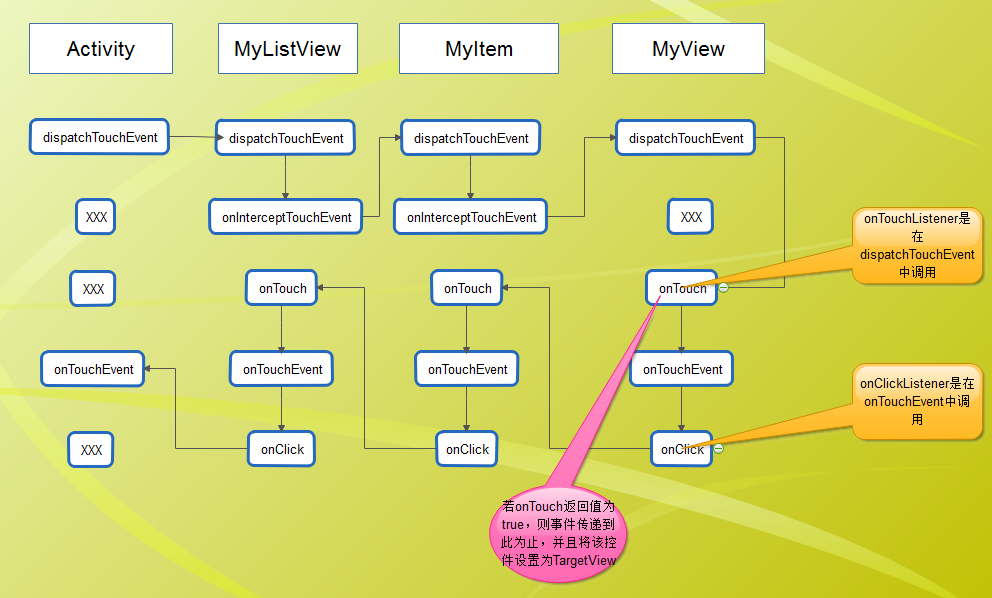 Activity
MyListView
MyItem
MyView
dispatchTouchEvent
dispatchTouchEvent
dispatchTouchEvent
dispatchTouchEvent
XXX
onInterceptTouchEvent
onInterceptTouchEvent
XXX
onTouchListener是
在
dispatchTouchEvent
中调用
XXX
onTouch
onTouch
onTouch
onTouchEvent
onTouchEvent
onTouchEvent
onTouchEvent
onClickListener是在
onTouchEvent中调
用
XXX
onClick
onClick
onClick
若onTouch返回值为
true，则事件传递到
此为止，并且将该控
件设置为TargetView